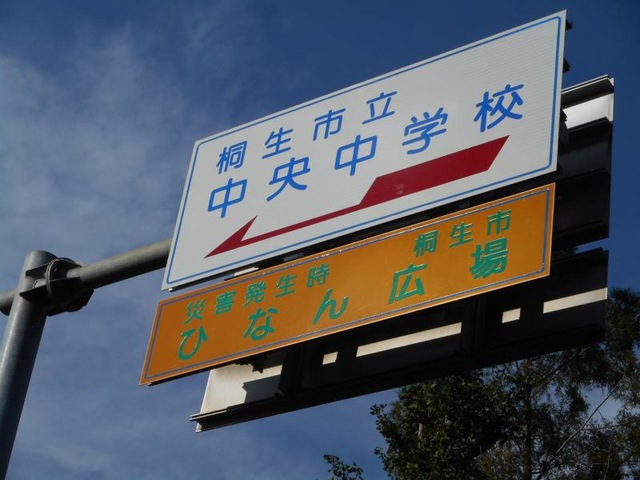 桐生市立
中央中学校
災害発生時 桐生市
ひなん広場